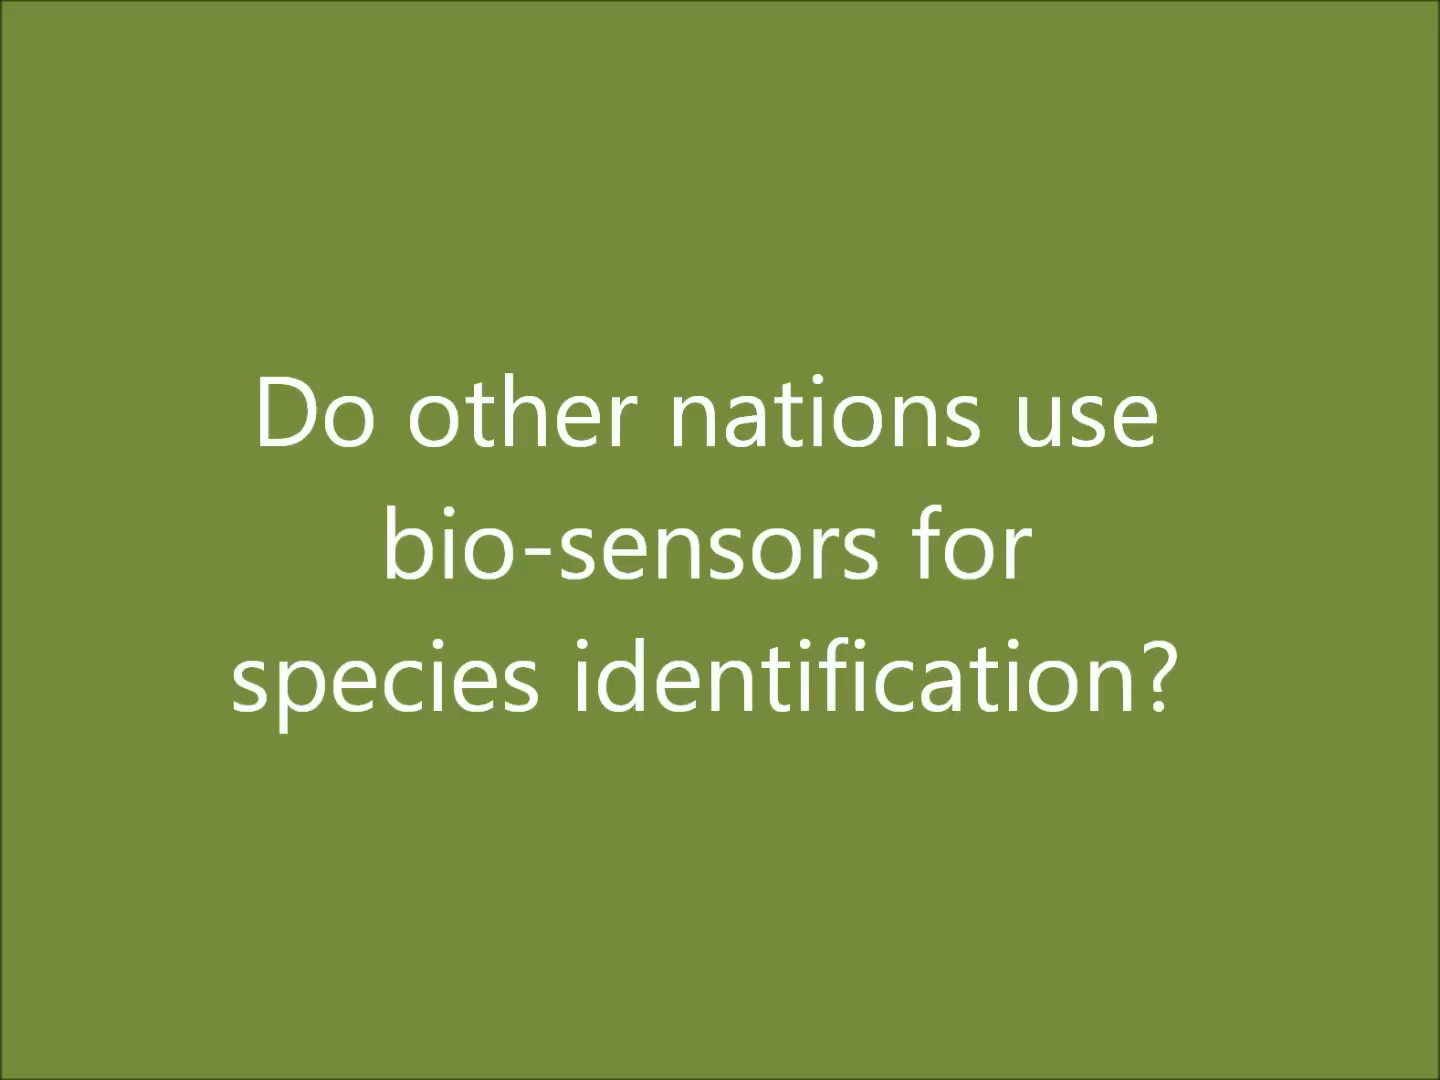 Do other nations use
bio-sensors for
species identification?